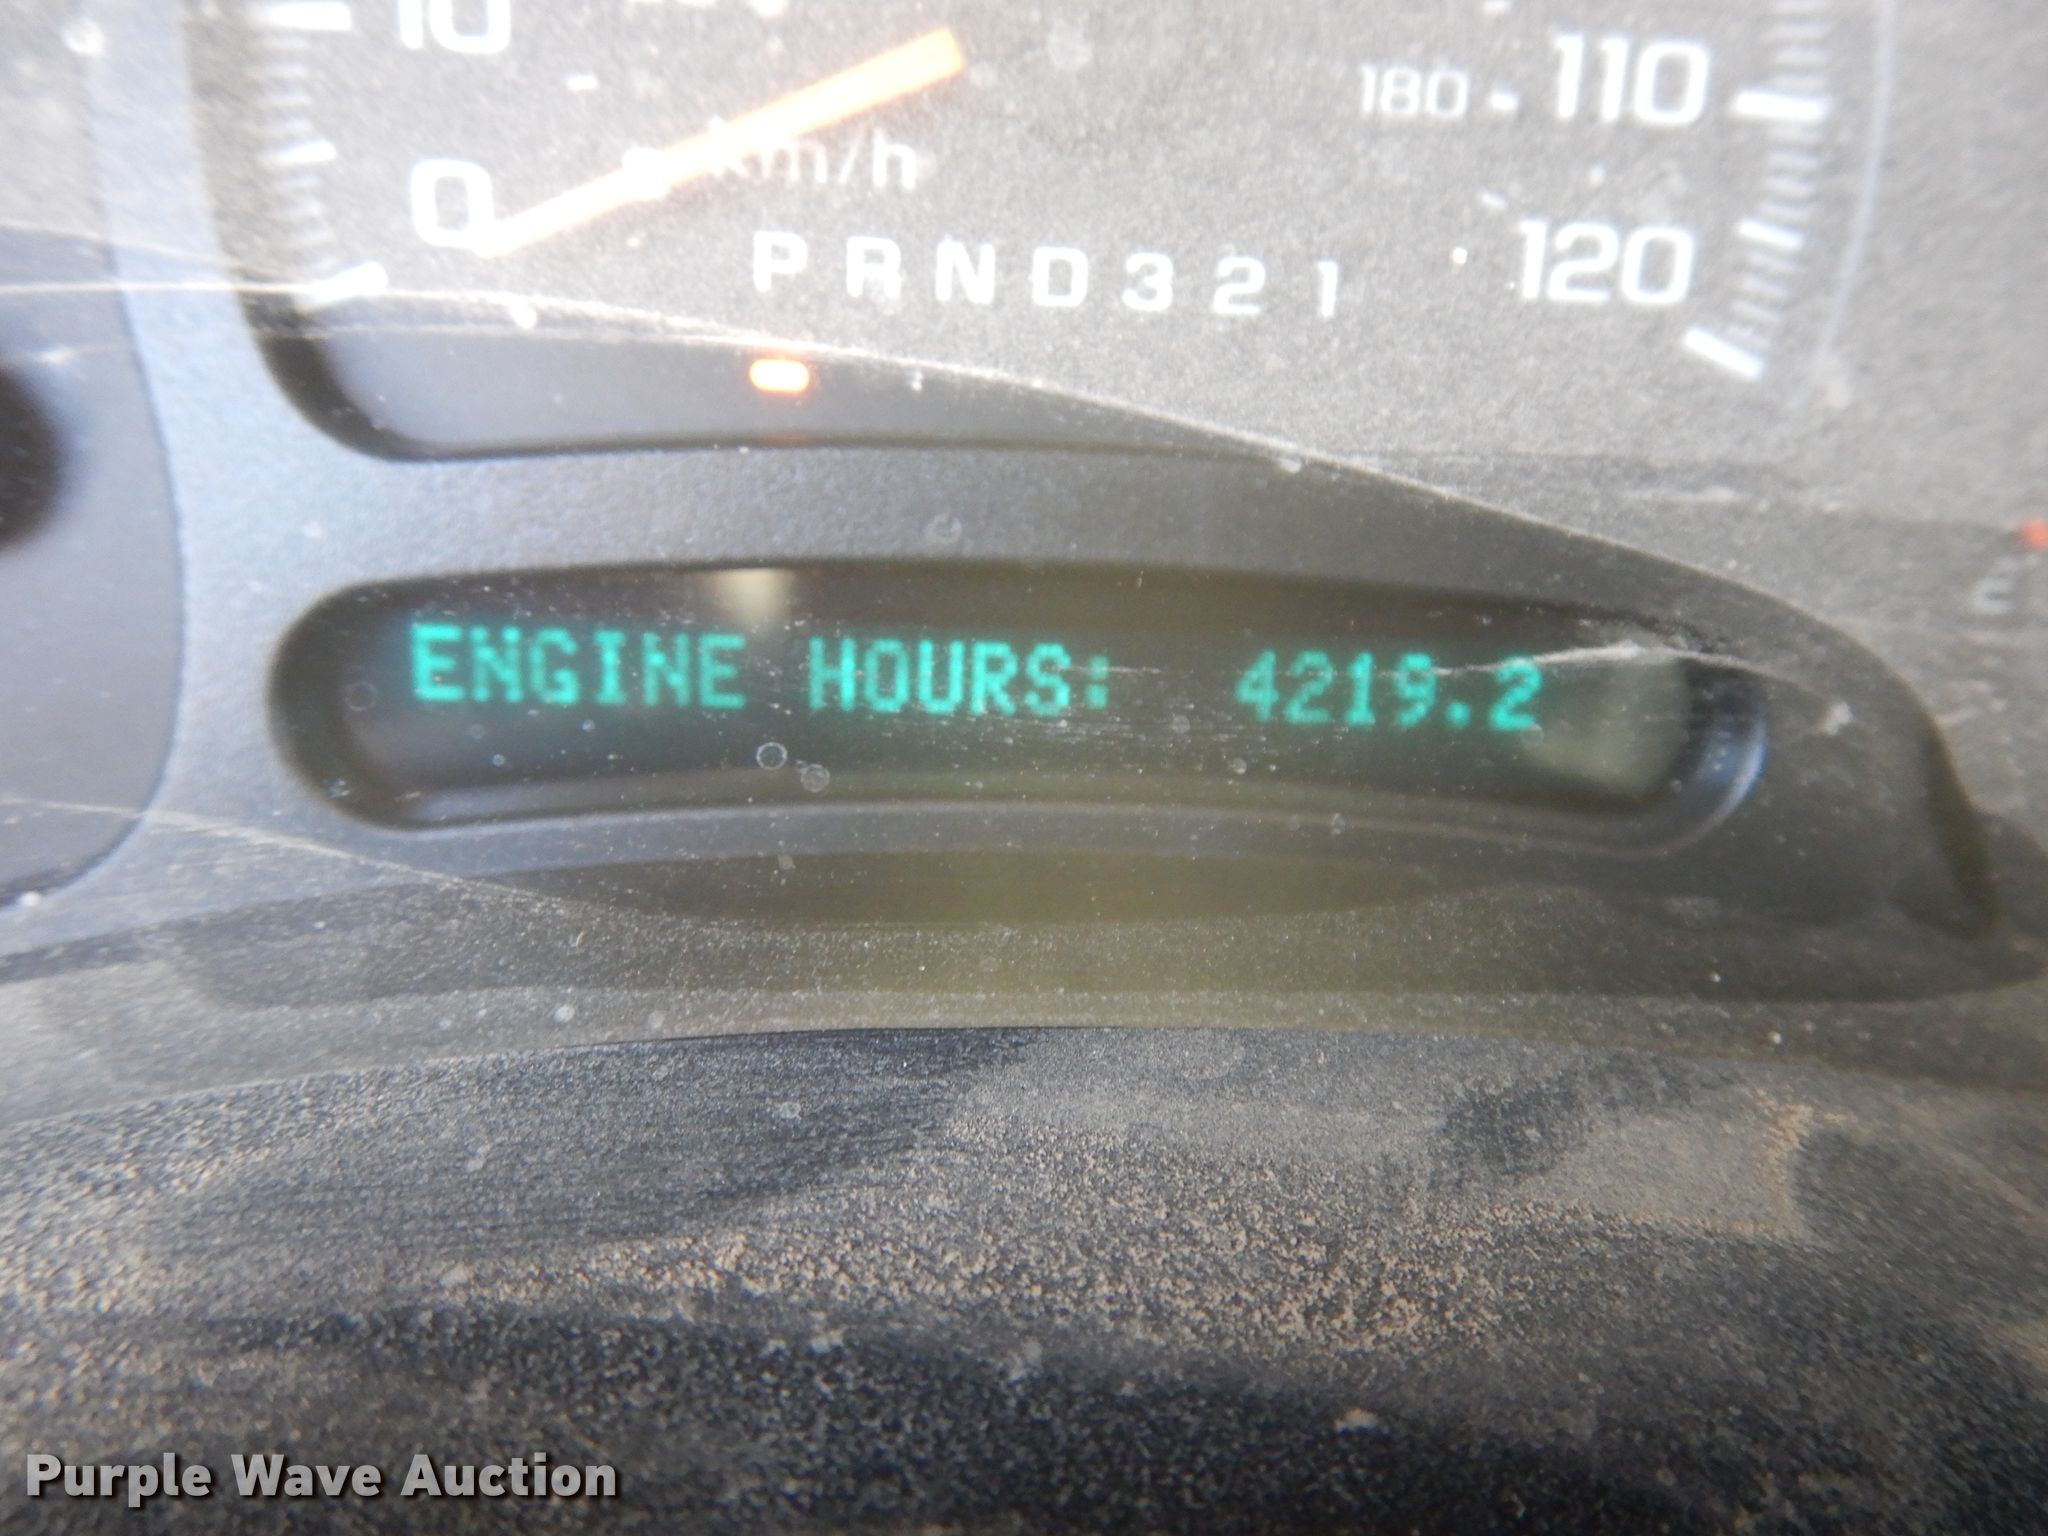 10
0
km/h
180 110
120
PRND321
ENGINE HOURS: 4219.2
Purple Wave Auction